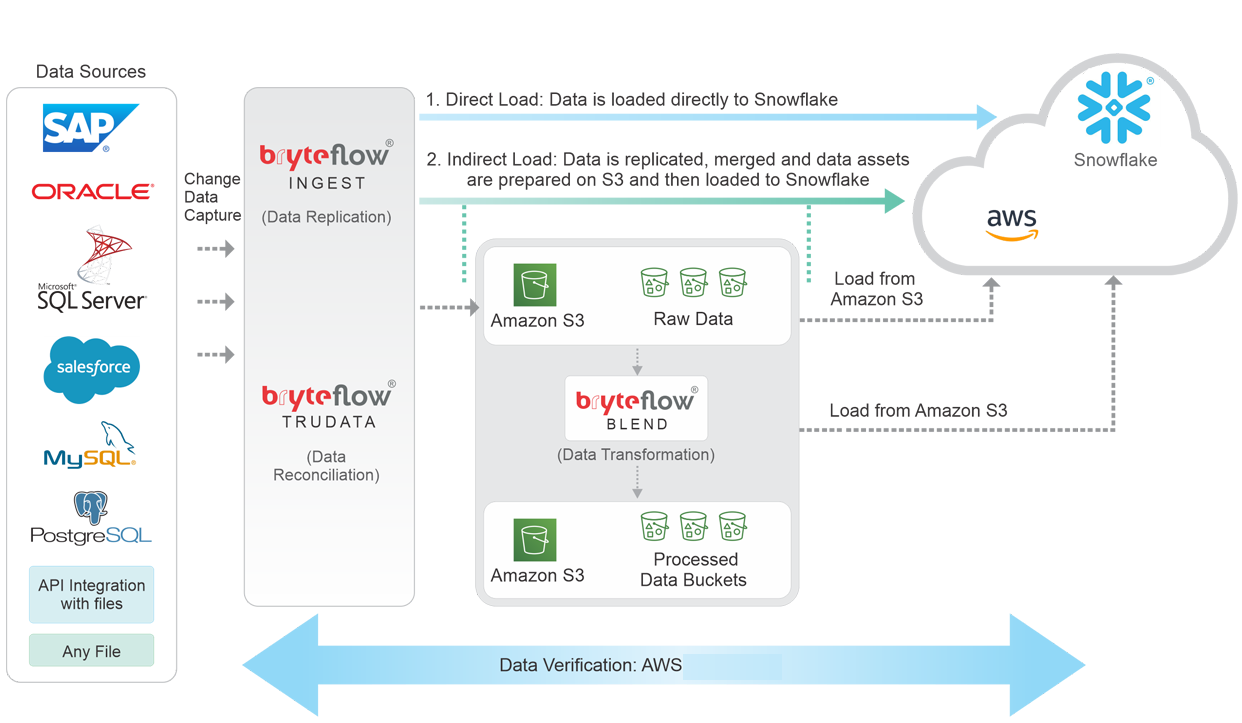 Data Sources
SAP®
ORACLE®
Microsoft®
SQL Server®
salesforce
MySQL®
PostgreSQL
API Integration
with files
Any File
Change
Data
Capture
bryteflow®
INGEST
(Data Replication)
bryteflow®
TRUDATA
(Data
Reconciliation)
1. Direct Load: Data is loaded directly to Snowflake
2. Indirect Load: Data is replicated, merged and data assets
are prepared on S3 and then loaded to Snowflake
Amazon S3
Raw Data
bryteflow®
BLEND
(Data Transformation)
Amazon S3
Processed
Data Buckets
Load from
Amazon S3
Load from Amazon S3
®
Snowflake
aws
Data Verification: AWS